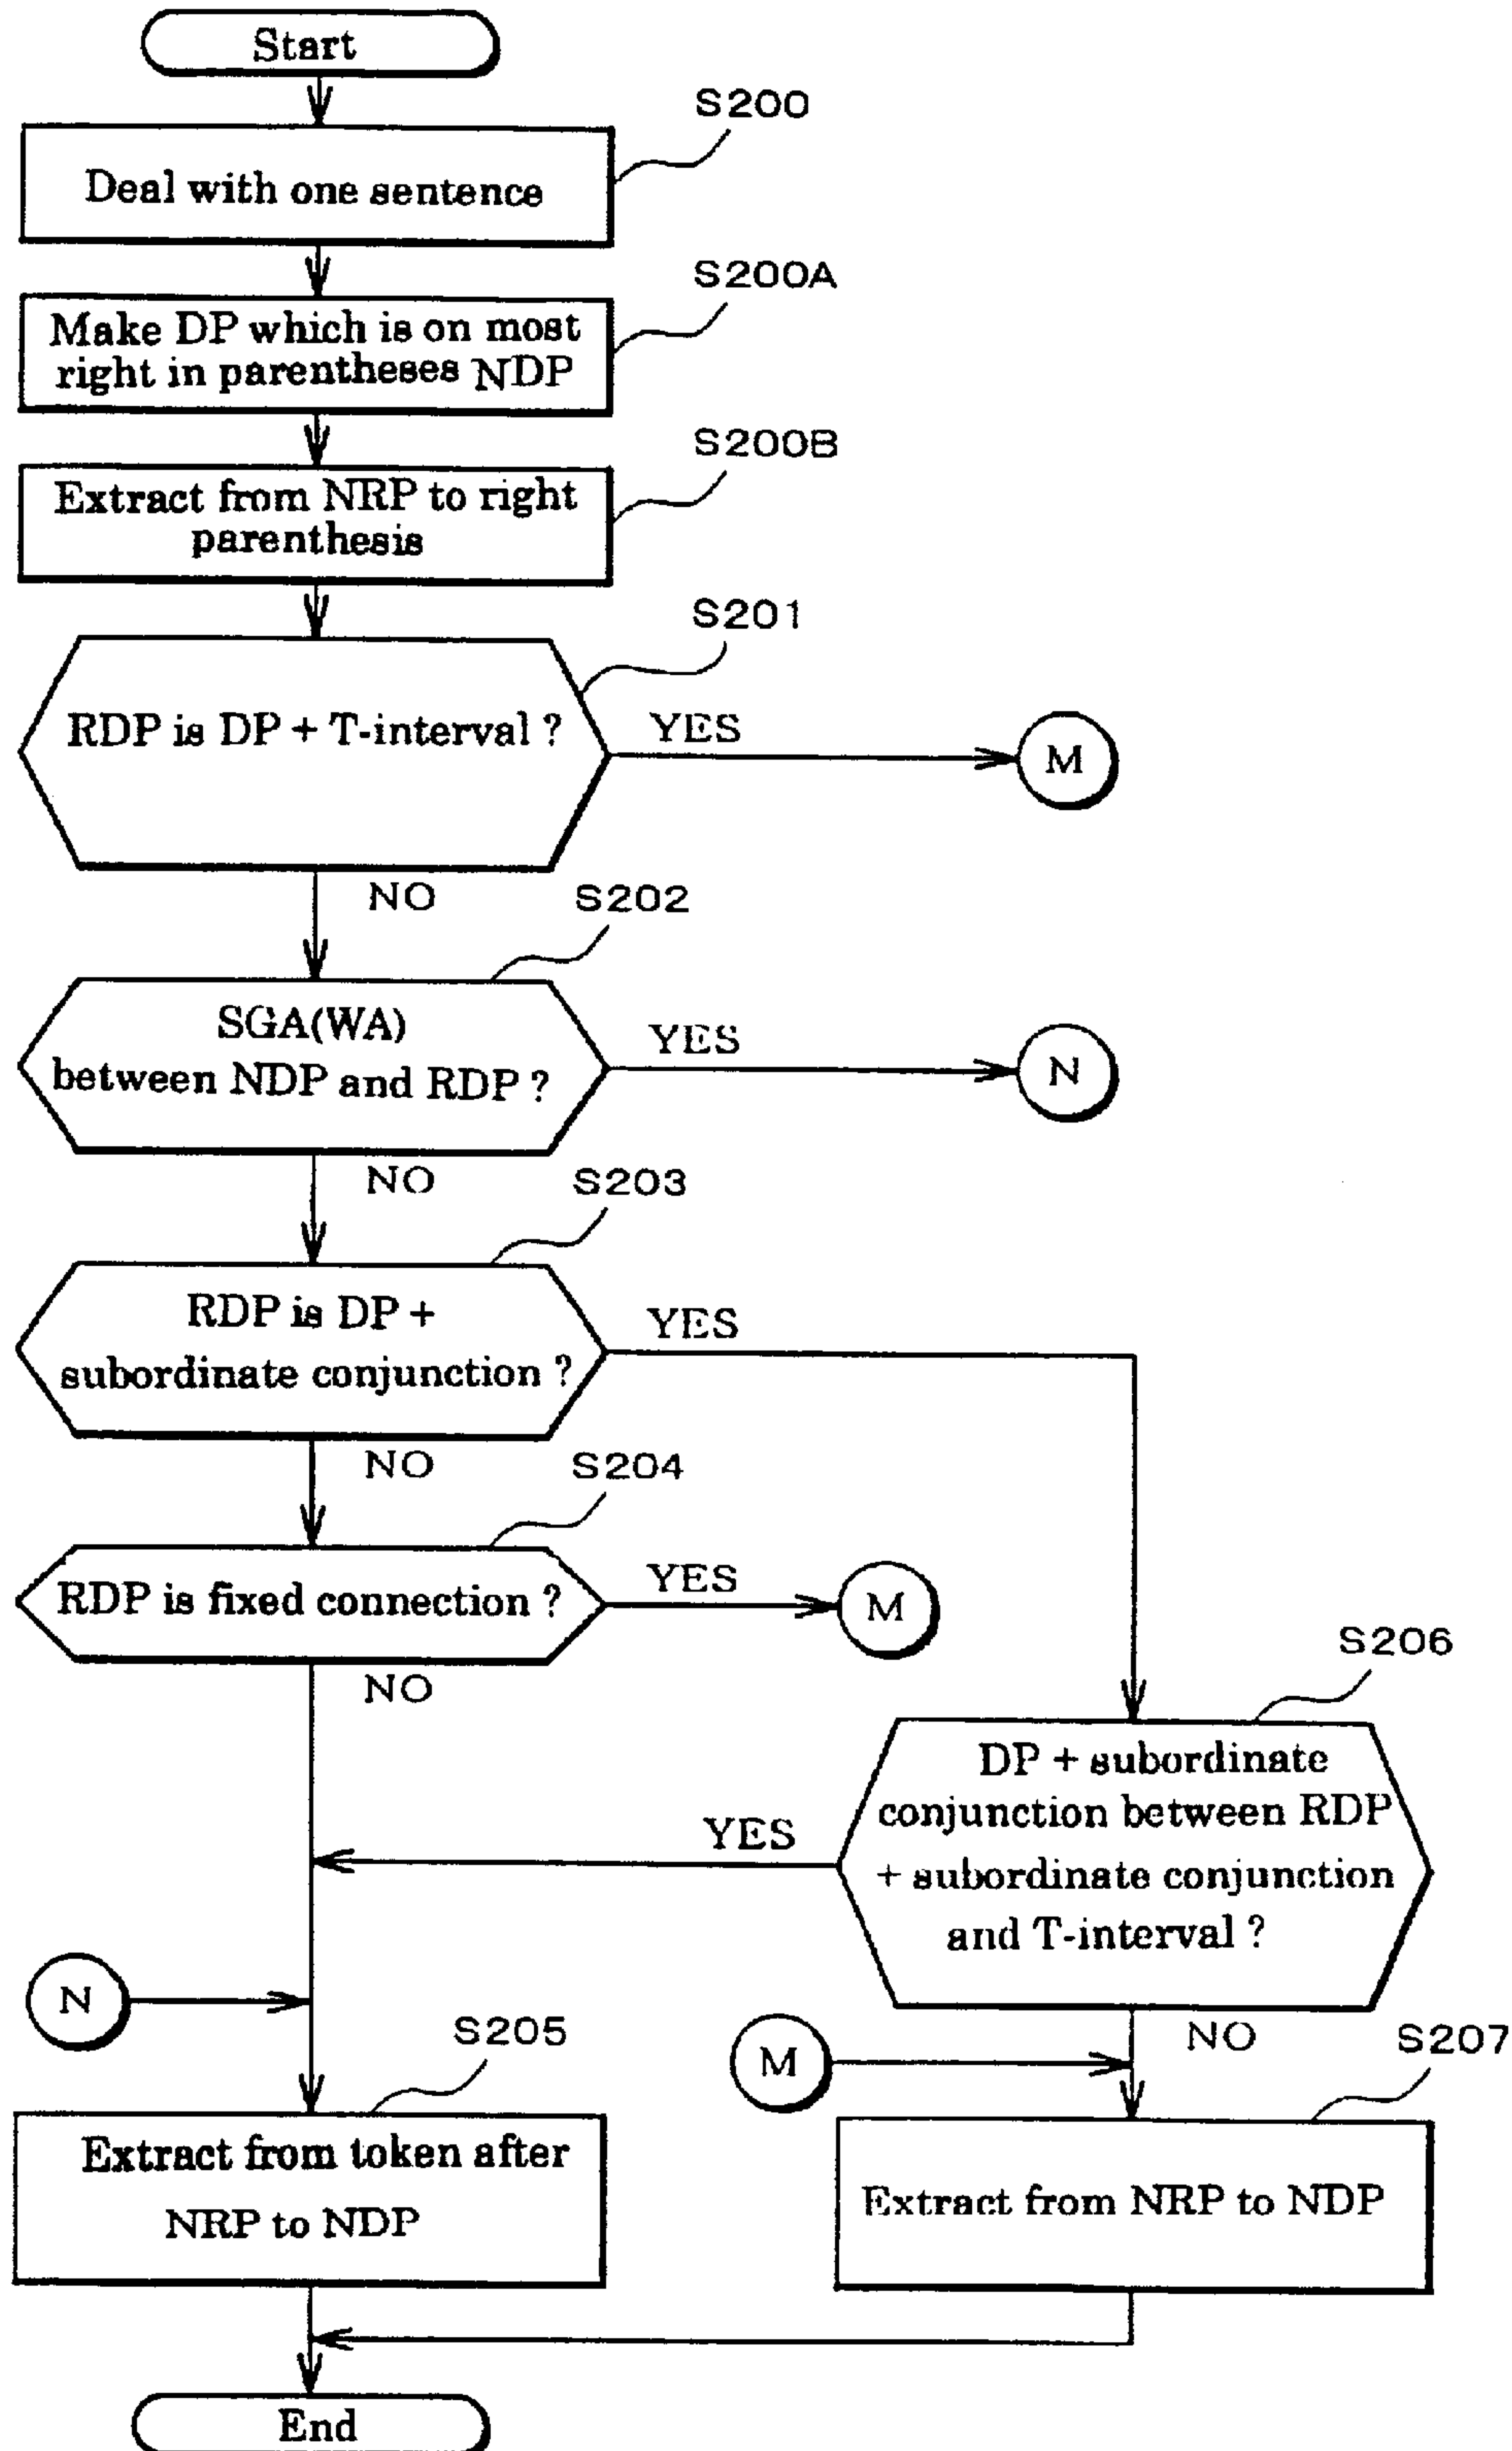 Start
S200
Deal with one sentence
S200A
Make DP which is on most
right in parentheses NDP
S200B
Extract from NRP to right
parenthesis
S201
RDP is DP + T-interval ?
YES
M
NO
S202
SGA(WA)
between NDP and RDP ?
YES
N
NO
S203
RDP is DP +
subordinate conjunction ?
YES
NO
S204
RDP is fixed connection ?
YES
M
NO
S206
DP + subordinate
conjunction between RDP
+ subordinate conjunction
and T-interval ?
YES
NO
N
M
S205
Extract from token after
NRP to NDP
S207
Extract from NRP to NDP
End